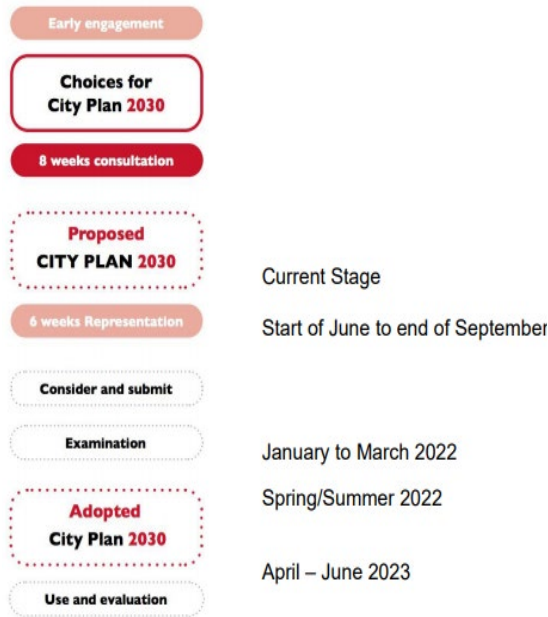 Early engagement
Choices for
City Plan 2030
8 weeks consultation
Proposed
CITY PLAN 2030
Current Stage
6 weeks Representation
Start of June to end of September
Consider and submit
Examination
January to March 2022
Spring/Summer 2022
Adopted
City Plan 2030
April – June 2023
Use and evaluation